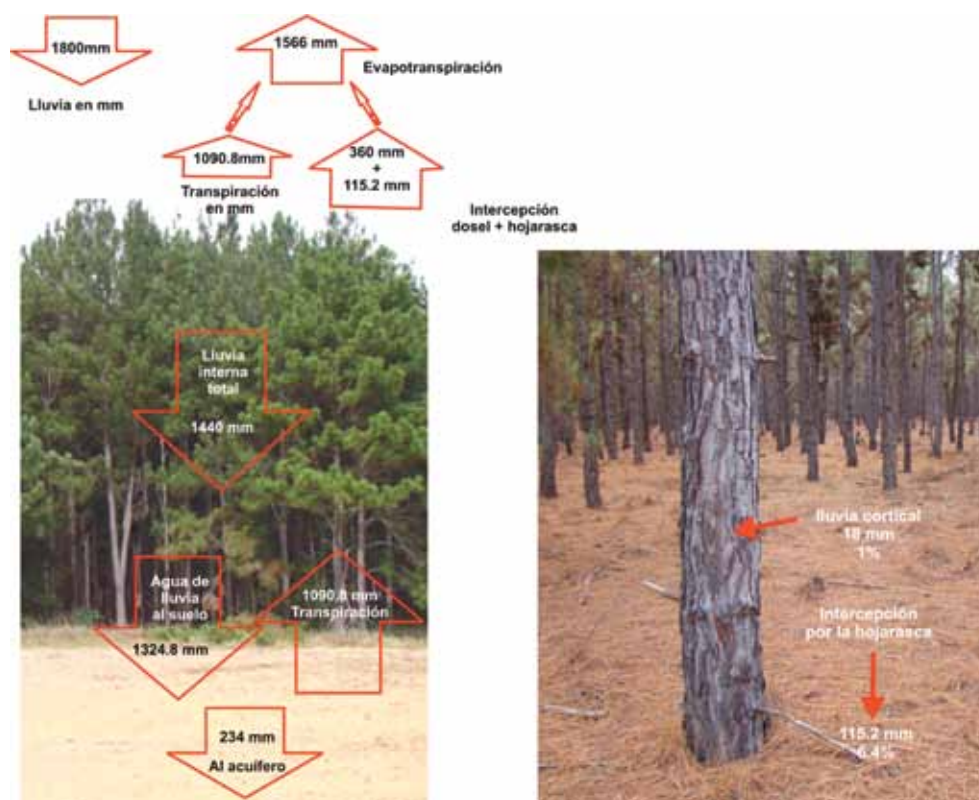 1800mm
Lluvia en mm
1566 mm
Evapotranspiración
1090.8mm
Transpiración
en mm
360 mm
+
115.2 mm
Intercepción
dosel + hojarasca
Lluvia
interna
total
1440 mm
Agua de
lluvia
al suelo
1324.8 mm
1090.8 mm
Transpiración
234 mm
Al acuífero
lluvia cortical
18 mm
1%
Intercepción
por la hojarasca
115.2 mm
6.4%